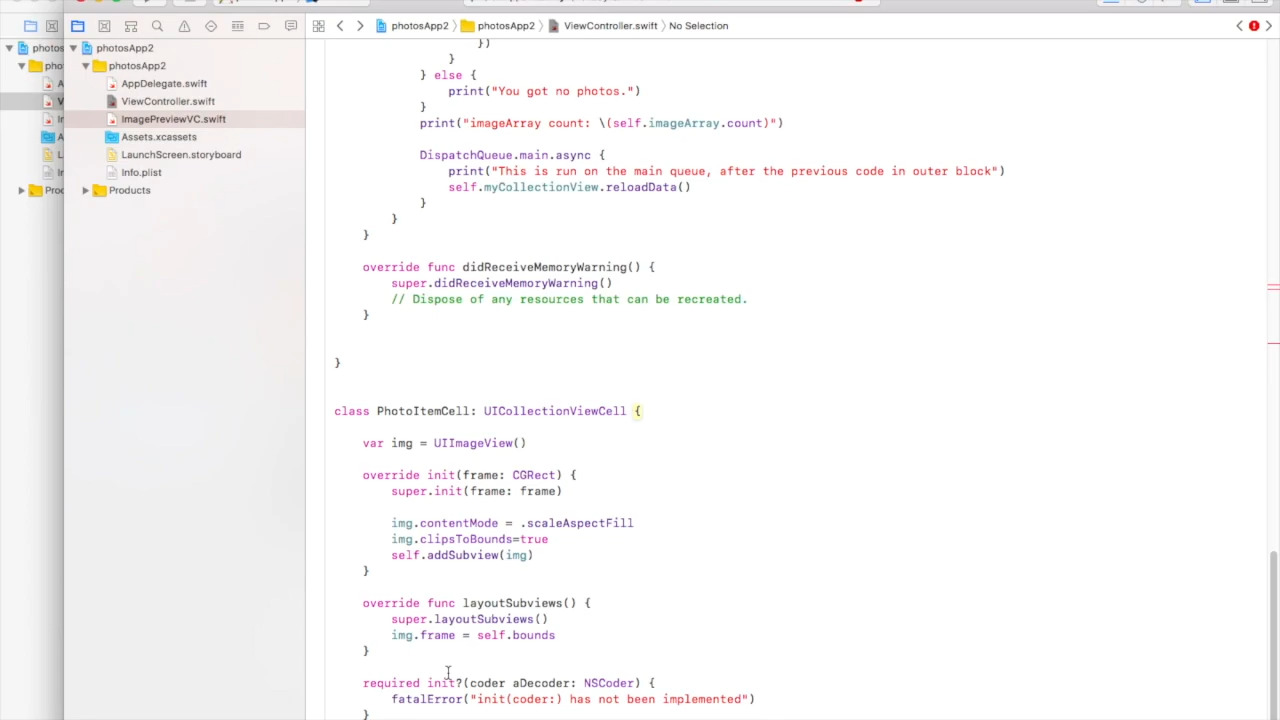 photosApp2 photosApp2 ViewController.swift No Selection
photosApp2
photosApp2
AppDelegate.swift
ViewController.swift
ImagePreviewVC.swift
Assets.xcassets
LaunchScreen.storyboard
Info.plist
Products
})
}
} else {
print("You got no photos.")
}
print("imageArray count: \(self.imageArray.count)")
DispatchQueue.main.async {
print("This is run on the main queue, after the previous code in outer block")
self.myCollectionView.reloadData()
}
}
}
override func didReceiveMemoryWarning() {
super.didReceiveMemoryWarning()
// Dispose of any resources that can be recreated.
}
}
class PhotoItemCell: UICollectionViewCell {
var img = UIImageView()
override init(frame: CGRect) {
super.init(frame: frame)
img.contentMode = .scaleAspectFill
img.clipsToBounds=true
self.addSubview(img)
}
override func layoutSubviews() {
super.layoutSubviews()
img.frame = self.bounds
}
required init?(coder aDecoder: NSCoder) {
fatalError("init(coder:) has not been implemented")
}